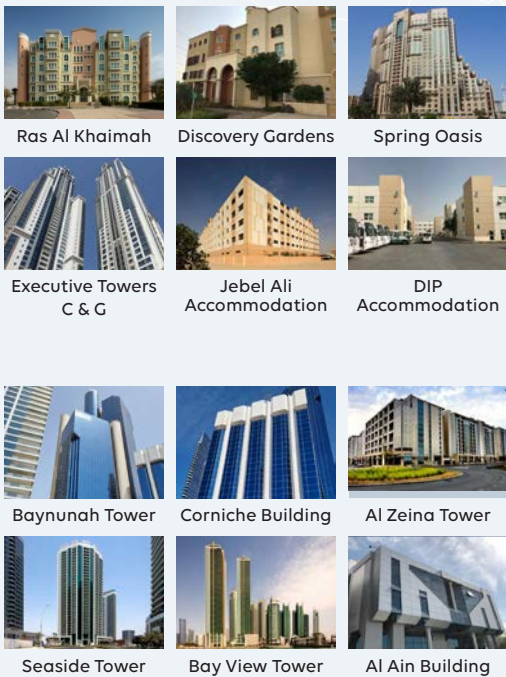 Ras Al Khaimah
Discovery Gardens
Spring Oasis
Executive Towers
C & G
Jebel Ali
Accommodation
DIP
Accommodation
Baynunah Tower
Corniche Building
Al Zeina Tower
Seaside Tower
Bay View Tower
Al Ain Building